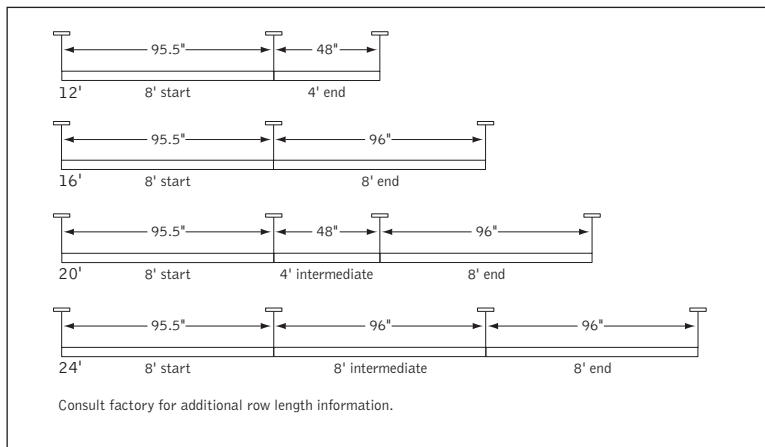 95.5" 48"
12' 8' start 4' end
95.5" 96"
16' 8' start 8' end
95.5" 48" 96"
20' 8' start 4' intermediate 8' end
95.5" 96" 96"
24' 8' start 8' intermediate 8' end
Consult factory for additional row length information.